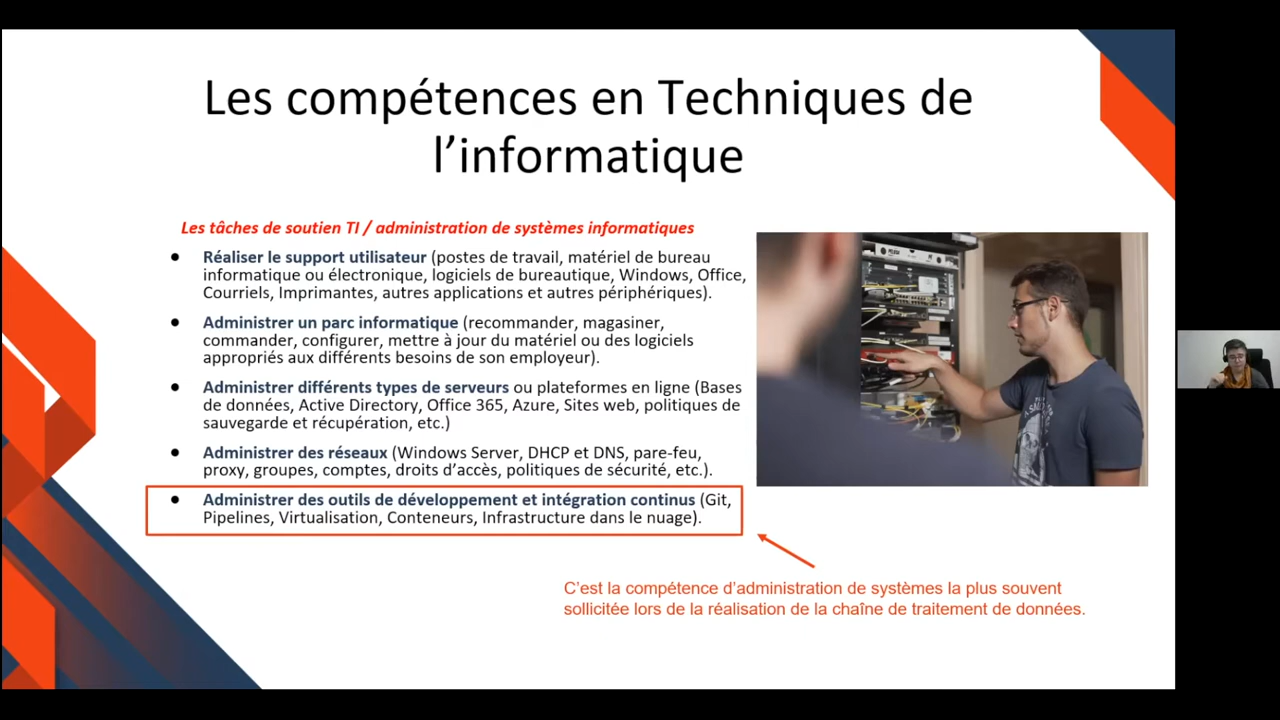 Les compétences en Techniques de
l'informatique
Les tâches de soutien TI / administration de systèmes informatiques
● Réaliser le support utilisateur (postes de travail, matériel de bureau
informatique ou électronique, logiciels de bureautique, Windows, Office,
Courriels, Imprimantes, autres applications et autres périphériques).
● Administrer un parc informatique (recommander, magasiner,
commander, configurer, mettre à jour du matériel ou des logiciels
appropriés aux différents besoins de son employeur).
● Administrer différents types de serveurs ou plateformes en ligne (Bases
de données, Active Directory, Office 365, Azure, Sites web, politiques de
sauvegarde et récupération, etc.)
● Administrer des réseaux (Windows Server, DHCP et DNS, pare-feu,
proxy, groupes, comptes, droits d'accès, politiques de sécurité, etc.).
● Administrer des outils de développement et intégration continus (Git,
Pipelines, Virtualisation, Conteneurs, Infrastructure dans le nuage).
C'est la compétence d'administration de systèmes la plus souvent
sollicitée lors de la réalisation de la chaîne de traitement de données.